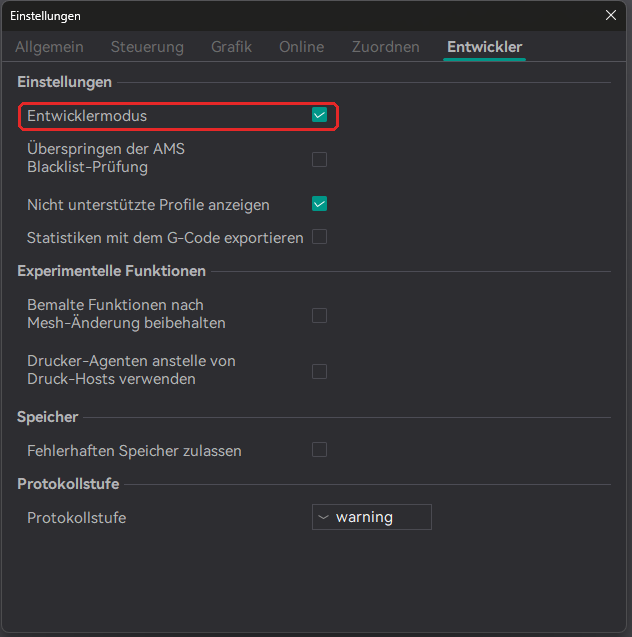 Einstellungen
Allgemein Steuerung Grafik Online Zuordnen Entwickler
Einstellungen
Entwicklermodus
Überspringen der AMS
Blacklist-Prüfung
Nicht unterstützte Profile anzeigen
Statistiken mit dem G-Code exportieren
Experimentelle Funktionen
Bemalte Funktionen nach
Mesh-Änderung beibehalten
Drucker-Agenten anstelle von
Druck-Hosts verwenden
Speicher
Fehlerhaften Speicher zulassen
Protokollstufe
Protokollstufe warning